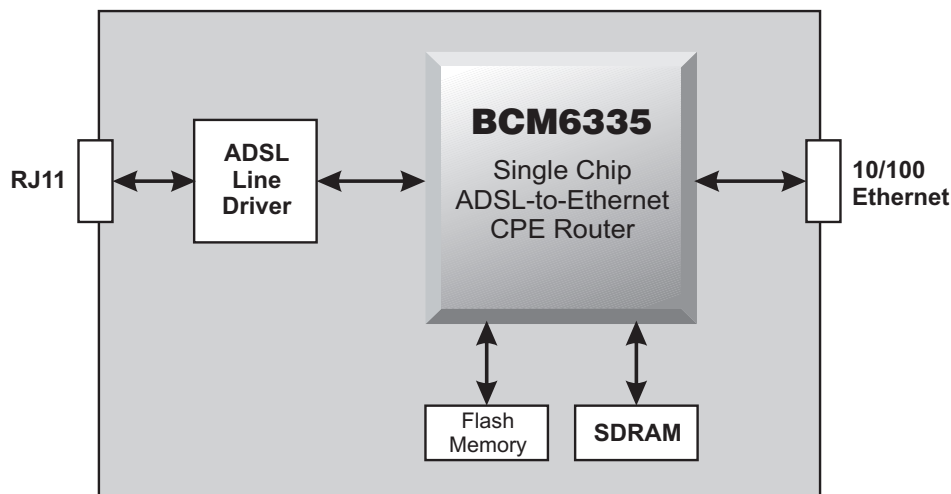 RJ11
ADSL
Line
Driver
BCM6335
Single Chip
ADSL-to-Ethernet
CPE Router
10/100
Ethernet
Flash
Memory
SDRAM